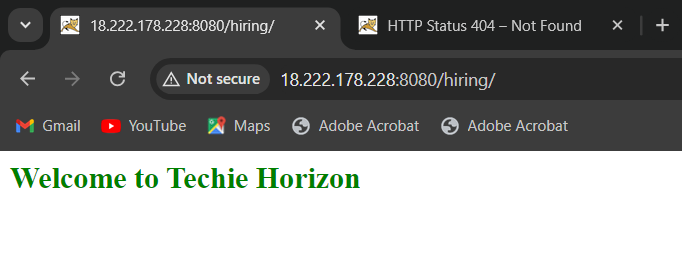 18.222.178.228:8080/hiring/
HTTP Status 404 – Not Found
Not secure
18.222.178.228:8080/hiring/
Gmail
YouTube
Maps
Adobe Acrobat
Adobe Acrobat
Welcome to Techie Horizon